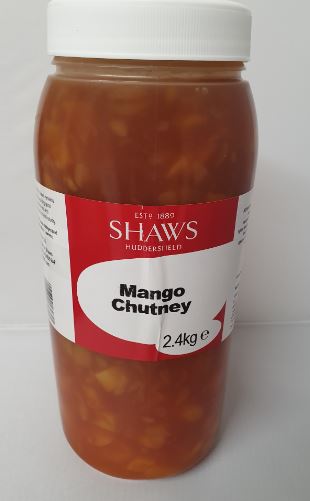 ESTD 1889
SHAWS
HUDDERSFIELD
Mango
Chutney
2.4kg ℮